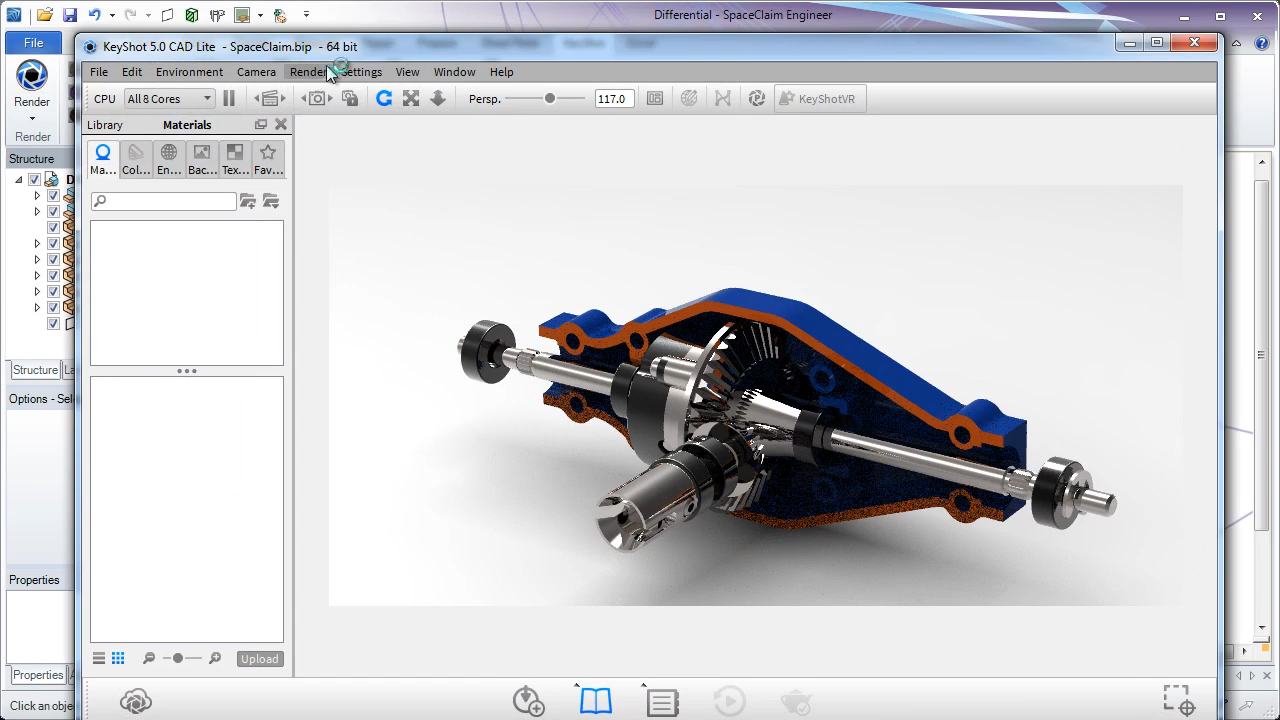 Differential - SpaceClaim Engineer
File
KeyShot 5.0 CAD Lite - SpaceClaim.bip - 64 bit
File Edit Environment Camera Render Settings View Window Help
Render
CPU All 8 Cores Persp. 117.0 KeyShotVR
Render
Library Materials
Structure
Ma... Col... En... Bac... Tex... Fav...
D
Structure La
Options - Sel
Properties
Upload
Properties
Click an obje